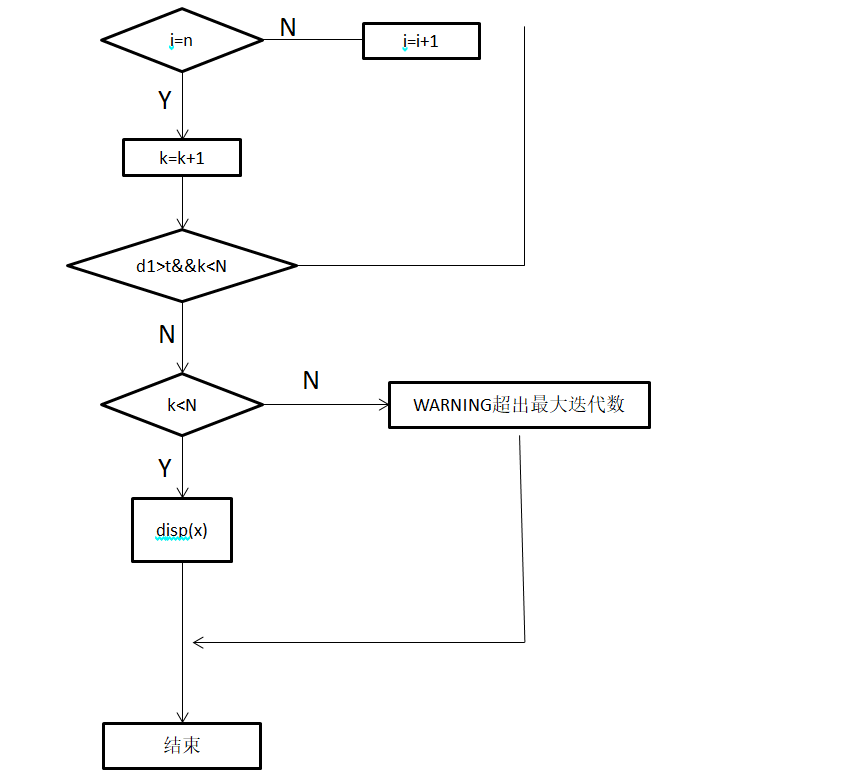 i=n
N
i=i+1
Y
k=k+1
d1>t&&k<N
N
k<N
N
WARNING超出最大迭代数
Y
disp(x)
结束